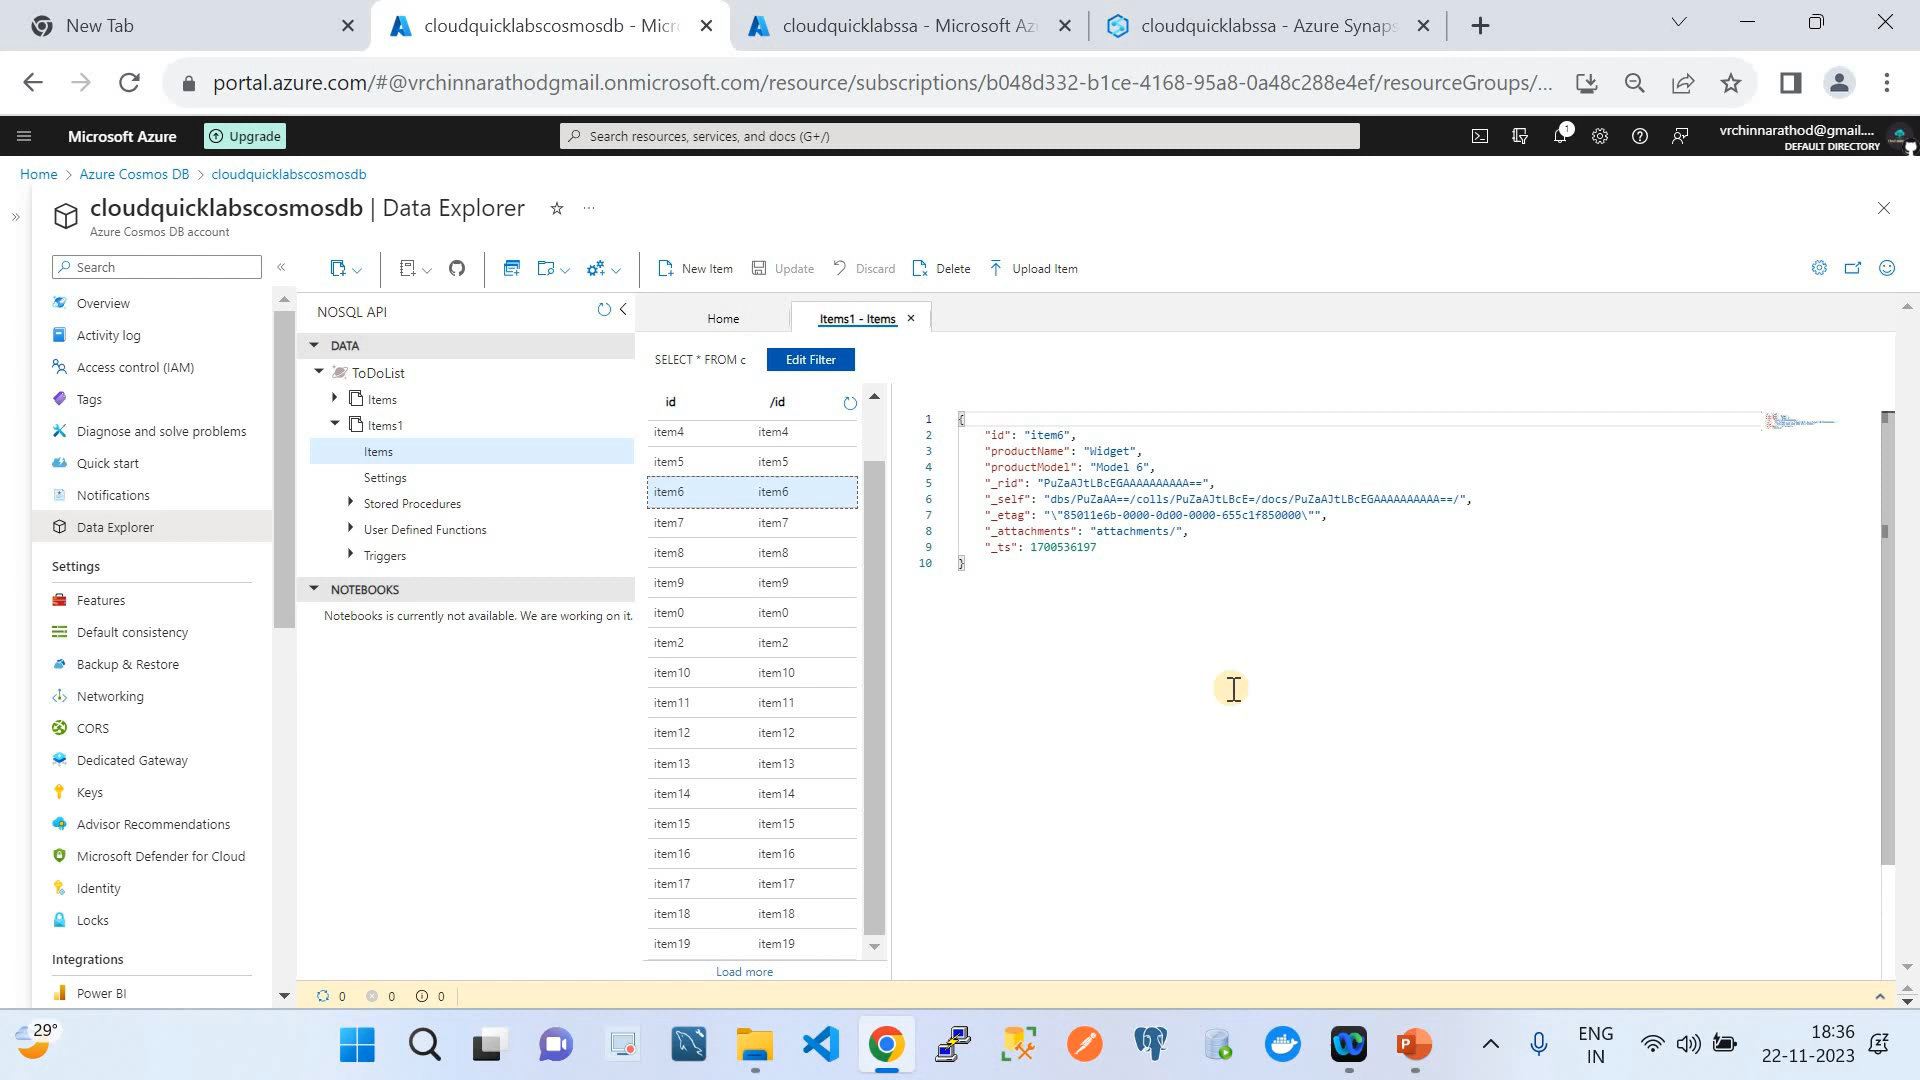 New Tab
cloudquicklabscosmosdb - Micr
cloudquicklabssa - Microsoft Az
cloudquicklabssa - Azure Synaps
portal.azure.com/#@vrchinnarathodgmail.onmicrosoft.com/resource/subscriptions/b048d332-b1ce-4168-95a8-0a48c288e4ef/resourceGroups/...
Microsoft Azure
Upgrade
Search resources, services, and docs (G+/)
1
vrchinnarathod@gmail....
DEFAULT DIRECTORY
Home > Azure Cosmos DB > cloudquicklabscosmosdb
cloudquicklabscosmosdb | Data Explorer
Azure Cosmos DB account
Search
Overview
Activity log
Access control (IAM)
Tags
Diagnose and solve problems
Quick start
Notifications
Data Explorer
Settings
Features
Default consistency
Backup & Restore
Networking
CORS
Dedicated Gateway
Keys
Advisor Recommendations
Microsoft Defender for Cloud
Identity
Locks
Integrations
Power BI
New Item
Update
Discard
Delete
Upload Item
NOSQL API
DATA
ToDoList
Items
Items1
Items
Settings
Stored Procedures
User Defined Functions
Triggers
NOTEBOOKS
Notebooks is currently not available. We are working on it.
Home
Items1 - Items
SELECT * FROM c
Edit Filter
id /id
item4 item4
item5 item5
item6 item6
item7 item7
item8 item8
item9 item9
item0 item0
item2 item2
item10 item10
item11 item11
item12 item12
item13 item13
item14 item14
item15 item15
item16 item16
item17 item17
item18 item18
item19 item19
Load more
1 {
2 "id": "item6",
3 "productName": "Widget",
4 "productModel": "Model 6",
5 "_rid": "PuZaAJtLBcEGAAAAAAAAAA==",
6 "_self": "dbs/PuZaAA==/colls/PuZaAJtLBcE=/docs/PuZaAJtLBcEGAAAAAAAAAA==/",
7 "_etag": "\"85011e6b-0000-0d00-0000-655c1f850000\"",
8 "_attachments": "attachments/",
9 "_ts": 1700536197
10 }
0 0 0
29°
ENG
IN
18:36
22-11-2023